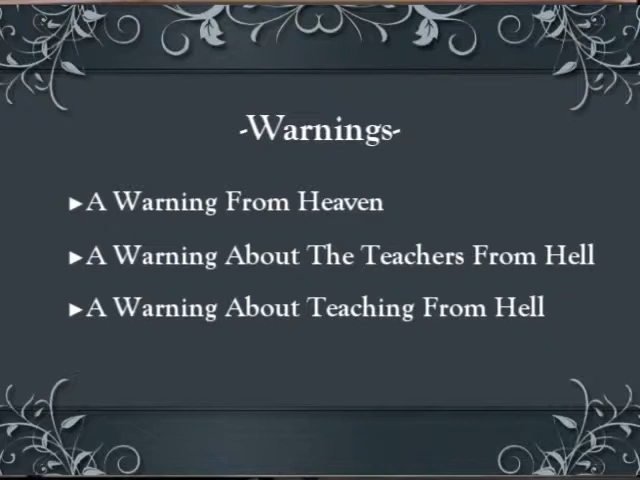 -Warnings-
►A Warning From Heaven
►A Warning About The Teachers From Hell
►A Warning About Teaching From Hell